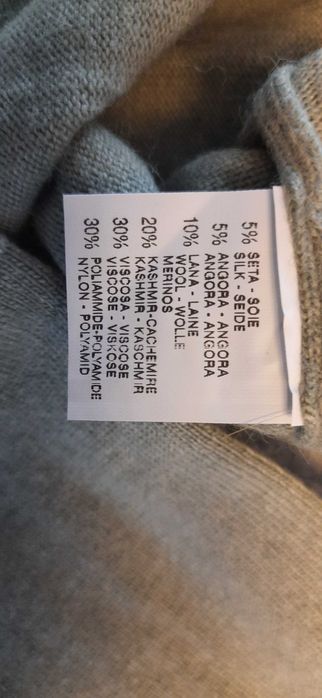 5% SETA - SOIE
SILK - SEIDE
5% ANGORA - ANGORA
ANGORA - ANGORA
10% LANA - LAINE
WOOL - WOLLE
MERINOS
20% KASHMIR-CACHEMIRE
KASHMIR - KASCHMIR
30% VISCOSA - VISCOSE
VISCOSE - VISKOSE
30% POLIAMMIDE-POLYAMIDE
NYLON - POLYAMID